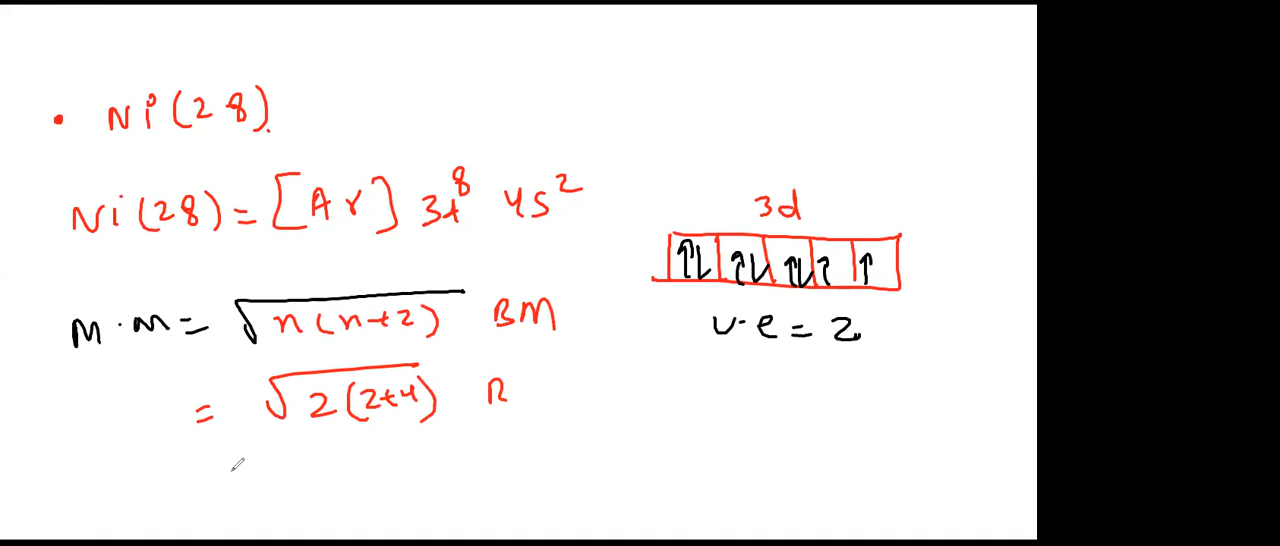 • Ni (28).
Ni (28) = [Ar] 3d⁸ 4s²
3d
↑↓ ↑↓ ↑↓ ↑ ↑
M.M = √n(n+2) BM
u.e = 2
= √2(2+4) B